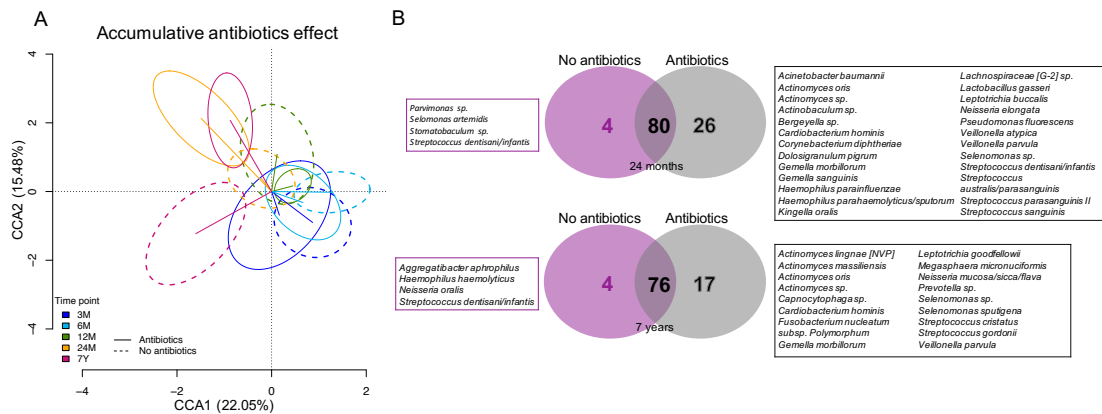 A
Accumulative antibiotics effect
4
2
0
−2
−4
CCA2 (15.48%)
Time point
3M
6M
12M
24M
7Y
Antibiotics
No antibiotics
−4
−2
0
2
CCA1 (22.05%)
B
No antibiotics
Antibiotics
4
80
26
24 months
Parvimonas sp.
Selomonas artemidis
Stomatobaculum sp.
Streptococcus dentisani/infantis
Acinetobacter baumannii
Actinomyces oris
Actinomyces sp.
Actinobaculum sp.
Bergeyella sp.
Cardiobacterium hominis
Corynebacterium diphtheriae
Dolosigranulum pigrum
Gemella morbillorum
Gemella sanguinis
Haemophilus parainfluenzae
Haemophilus parahaemolyticus/sputorum
Kingella oralis
Lachnospiraceae [G-2] sp.
Lactobacillus gasseri
Leptotrichia buccalis
Neisseria elongata
Pseudomonas fluorescens
Veillonella atypica
Veillonella parvula
Selenomonas sp.
Streptococcus dentisani/infantis
Streptococcus
australis/parasanguinis
Streptococcus parasanguinis II
Streptococcus sanguinis
No antibiotics
Antibiotics
4
76
17
7 years
Aggregatibacter aphrophilus
Haemophilus haemolyticus
Neisseria oralis
Streptococcus dentisani/infantis
Actinomyces lingnae [NVP]
Actinomyces massiliensis
Actinomyces oris
Actinomyces sp.
Capnocytophaga sp.
Cardiobacterium hominis
Fusobacterium nucleatum
subsp. Polymorphum
Gemella morbillorum
Leptotrichia goodfellowii
Megasphaera micronuciformis
Neisseria mucosa/sicca/flava
Prevotella sp.
Selenomonas sp.
Selenomonas sputigena
Streptococcus cristatus
Streptococcus gordonii
Veillonella parvula